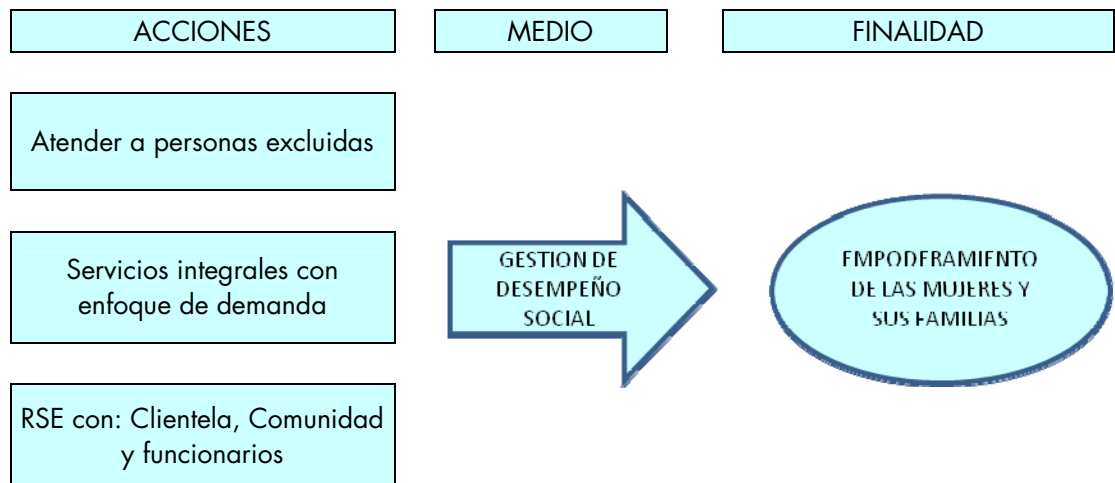 ACCIONES
MEDIO
FINALIDAD
Atender a personas excluidas
Servicios integrales con
enfoque de demanda
RSE con: Clientela, Comunidad
y funcionarios
GESTION DE
DESEMPEÑO
SOCIAL
EMPODERAMIENTO
DE LAS MUJERES Y
SUS FAMILIAS